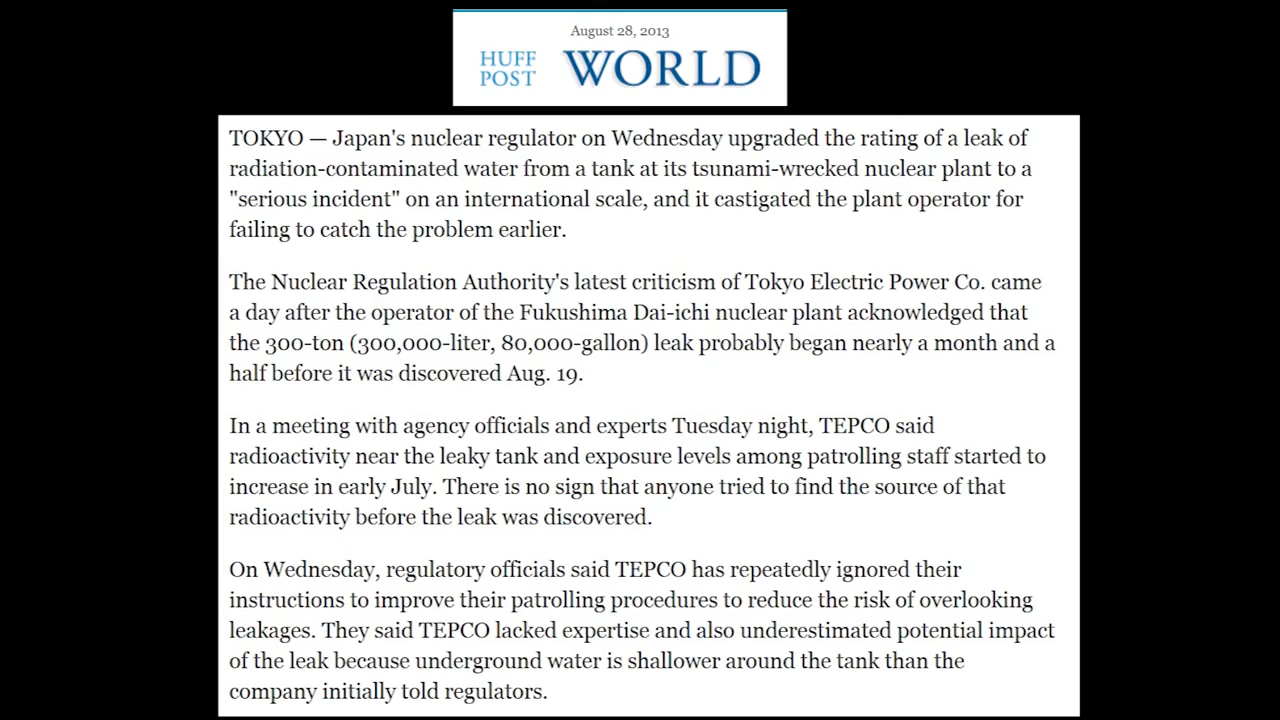 August 28, 2013
HUFF
POST
WORLD
TOKYO — Japan's nuclear regulator on Wednesday upgraded the rating of a leak of
radiation-contaminated water from a tank at its tsunami-wrecked nuclear plant to a
"serious incident" on an international scale, and it castigated the plant operator for
failing to catch the problem earlier.
The Nuclear Regulation Authority's latest criticism of Tokyo Electric Power Co. came
a day after the operator of the Fukushima Dai-ichi nuclear plant acknowledged that
the 300-ton (300,000-liter, 80,000-gallon) leak probably began nearly a month and a
half before it was discovered Aug. 19.
In a meeting with agency officials and experts Tuesday night, TEPCO said
radioactivity near the leaky tank and exposure levels among patrolling staff started to
increase in early July. There is no sign that anyone tried to find the source of that
radioactivity before the leak was discovered.
On Wednesday, regulatory officials said TEPCO has repeatedly ignored their
instructions to improve their patrolling procedures to reduce the risk of overlooking
leakages. They said TEPCO lacked expertise and also underestimated potential impact
of the leak because underground water is shallower around the tank than the
company initially told regulators.